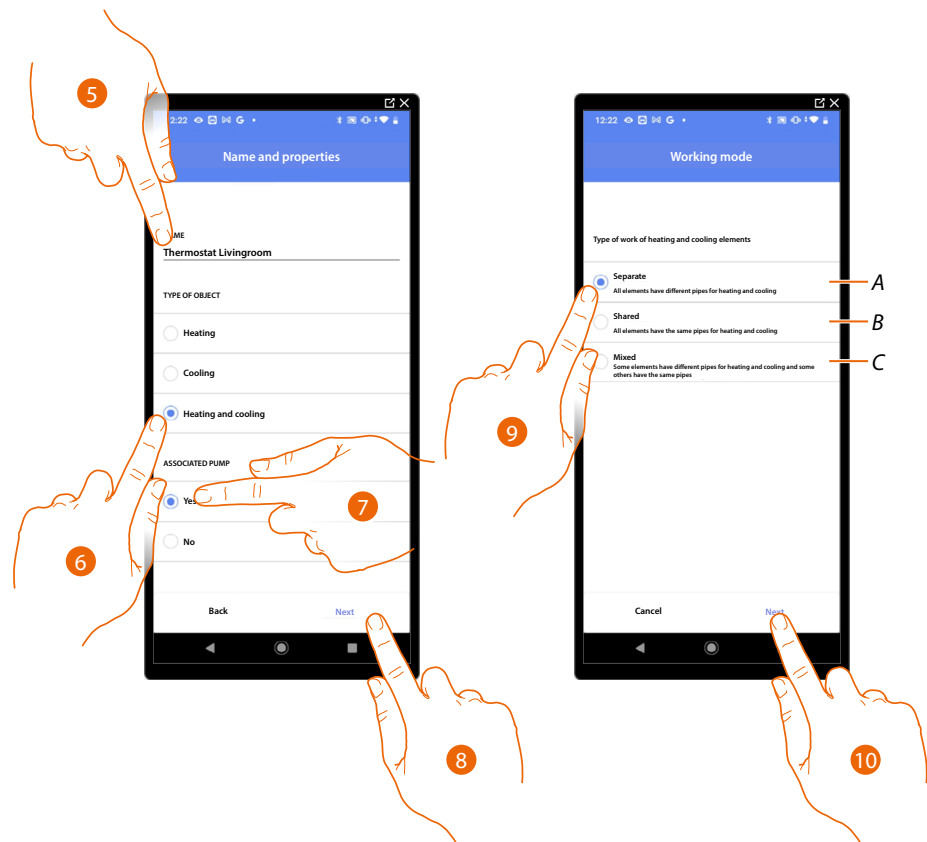 5
2:22 G
Name and properties
ME
Thermostat Livingroom
TYPE OF OBJECT
Heating
Cooling
Heating and cooling
ASSOCIATED PUMP
Yes
7
No
6
Back Next
8
12:22 G
Working mode
Type of work of heating and cooling elements
Separate
All elements have different pipes for heating and cooling
A
Shared
All elements have the same pipes for heating and cooling
B
Mixed
Some elements have different pipes for heating and cooling and some
others have the same pipes
C
9
Cancel Next
10